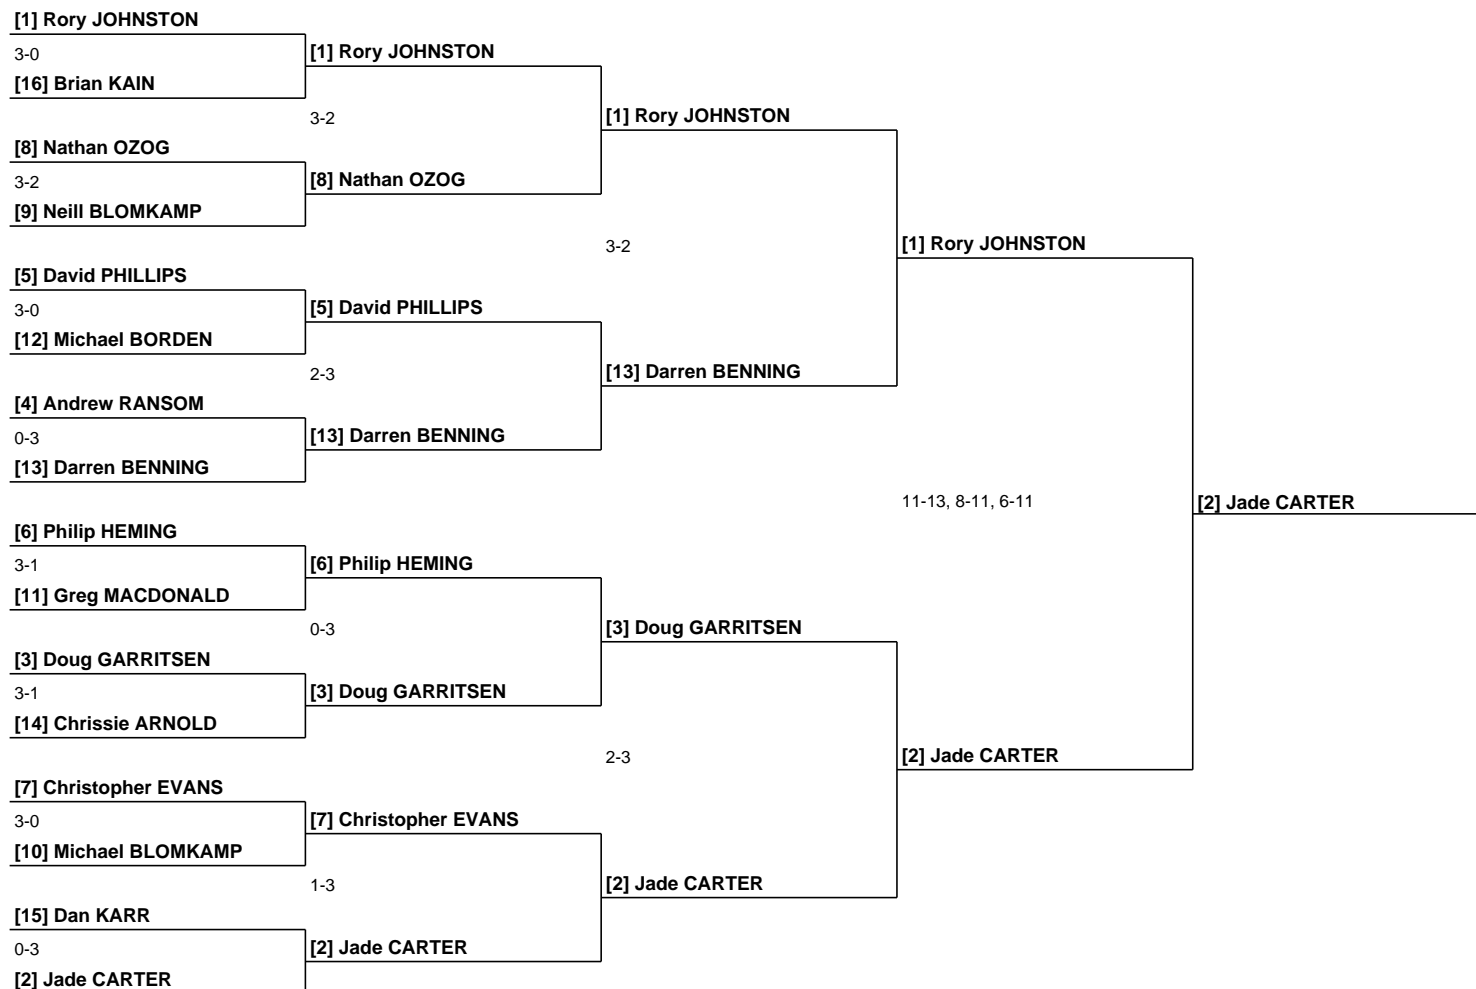 [1] Rory JOHNSTON
3-0
[16] Brian KAIN
[8] Nathan OZOG
3-2
[9] Neill BLOMKAMP
[5] David PHILLIPS
3-0
[12] Michael BORDEN
[4] Andrew RANSOM
0-3
[13] Darren BENNING
[6] Philip HEMING
3-1
[11] Greg MACDONALD
[3] Doug GARRITSEN
3-1
[14] Chrissie ARNOLD
[7] Christopher EVANS
3-0
[10] Michael BLOMKAMP
[15] Dan KARR
0-3
[2] Jade CARTER
[1] Rory JOHNSTON
3-2
[8] Nathan OZOG
[5] David PHILLIPS
2-3
[13] Darren BENNING
[6] Philip HEMING
0-3
[3] Doug GARRITSEN
[7] Christopher EVANS
1-3
[2] Jade CARTER
[1] Rory JOHNSTON
3-2
[13] Darren BENNING
[3] Doug GARRITSEN
2-3
[2] Jade CARTER
[1] Rory JOHNSTON
11-13, 8-11, 6-11
[2] Jade CARTER
[2] Jade CARTER